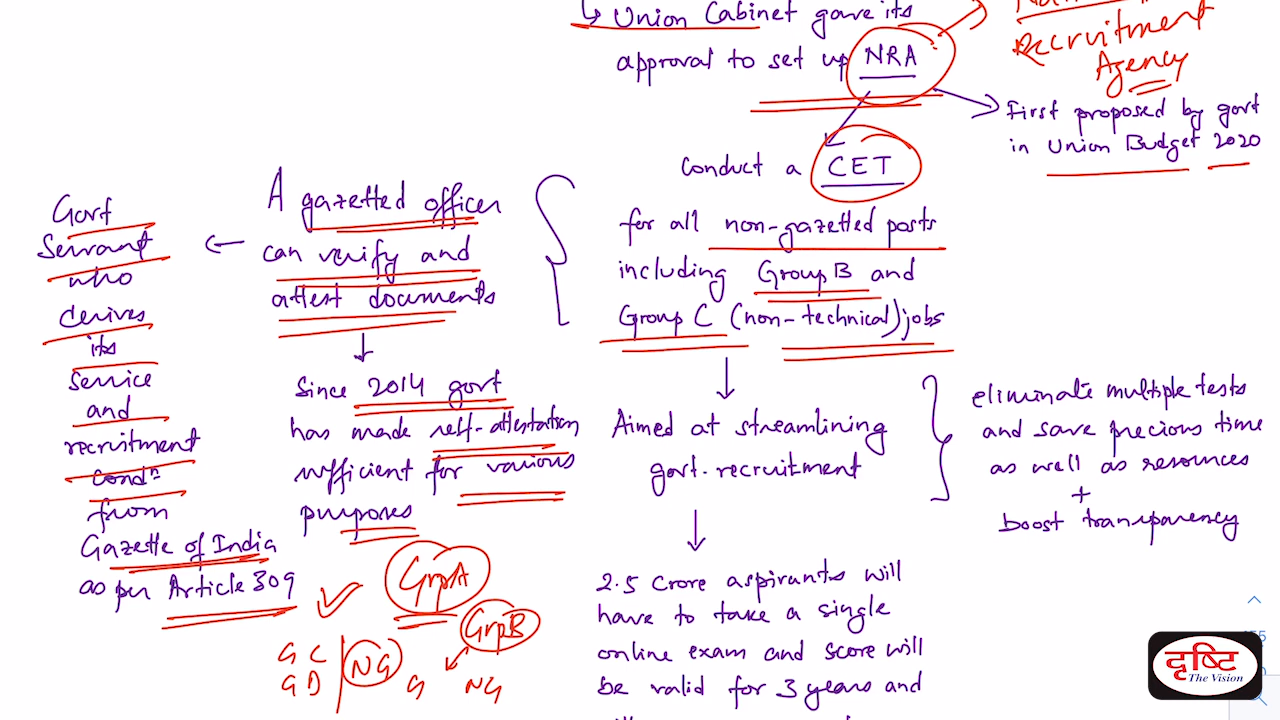 ↳ Union Cabinet gave its
approval to set up NRA
Recruitment
Agency
First proposed by govt
in Union Budget 2020
conduct a CET
for all non-gazetted posts
including Group B and
Group C (non-technical) jobs
A gazetted officer
can verify and
attest documents
Govt
Servant
who
derives
its
service
and
recruitment
condⁿ
from
Gazette of India
as per Article 309
Since 2014 govt
has made self-attestation
sufficient for various
purposes
Aimed at streamlining
govt. recruitment
eliminate multiple tests
and save precious time
as well as resources
+
boost transparency
2.5 crore aspirants will
have to take a single
online exam and score will
be valid for 3 years and
GrpA
GrpB
G C
G D
NG
G
NG
दृष्टि
The Vision